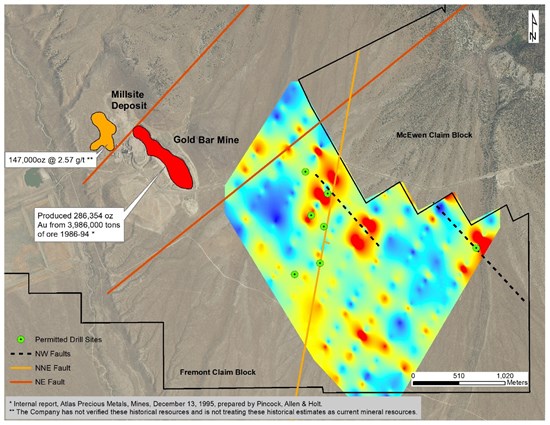 N
Millsite
Deposit
Gold Bar Mine
McEwen Claim Block
147,000oz @ 2.57 g/t **
Produced 286,354 oz
Au from 3,986,000 tons
of ore 1986-94 *
Permitted Drill Sites
NW Faults
NNE Fault
NE Fault
Fremont Claim Block
0 510 1,020
Meters
* Internal report, Atlas Precious Metals, Mines, December 13, 1995, prepared by Pincock, Allen & Holt.
** The Company has not verified these historical resources and is not treating these historical estimates as current mineral resources.